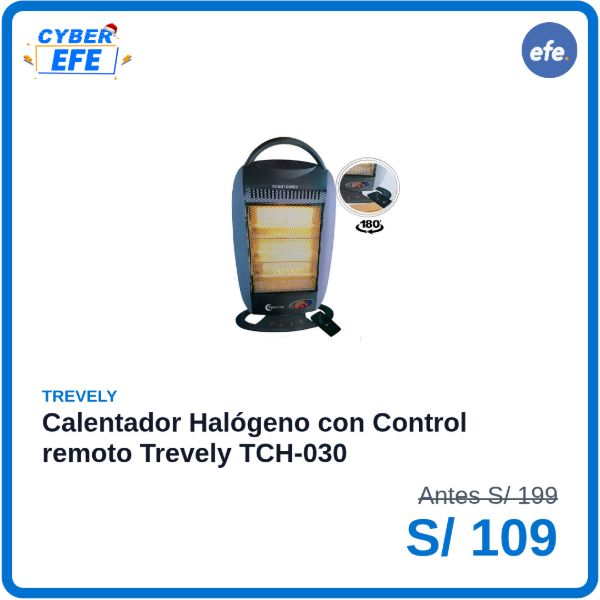 CYBER
EFE
efe.
180°
TREVELY
Calentador Halógeno con Control
remoto Trevely TCH-030
Antes S/ 199
S/ 109